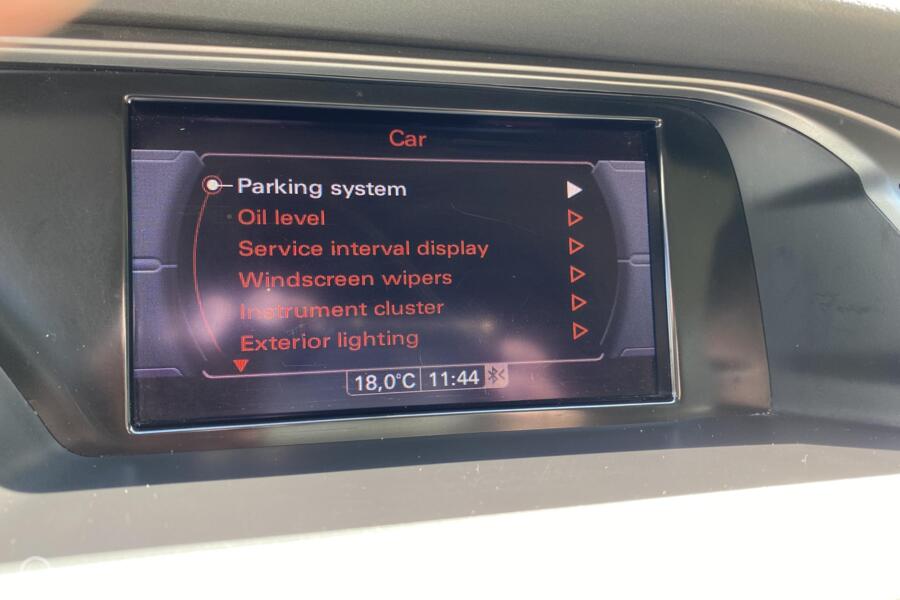 Car
Parking system
Oil level
Service interval display
Windscreen wipers
Instrument cluster
Exterior lighting
18,0°C 11:44